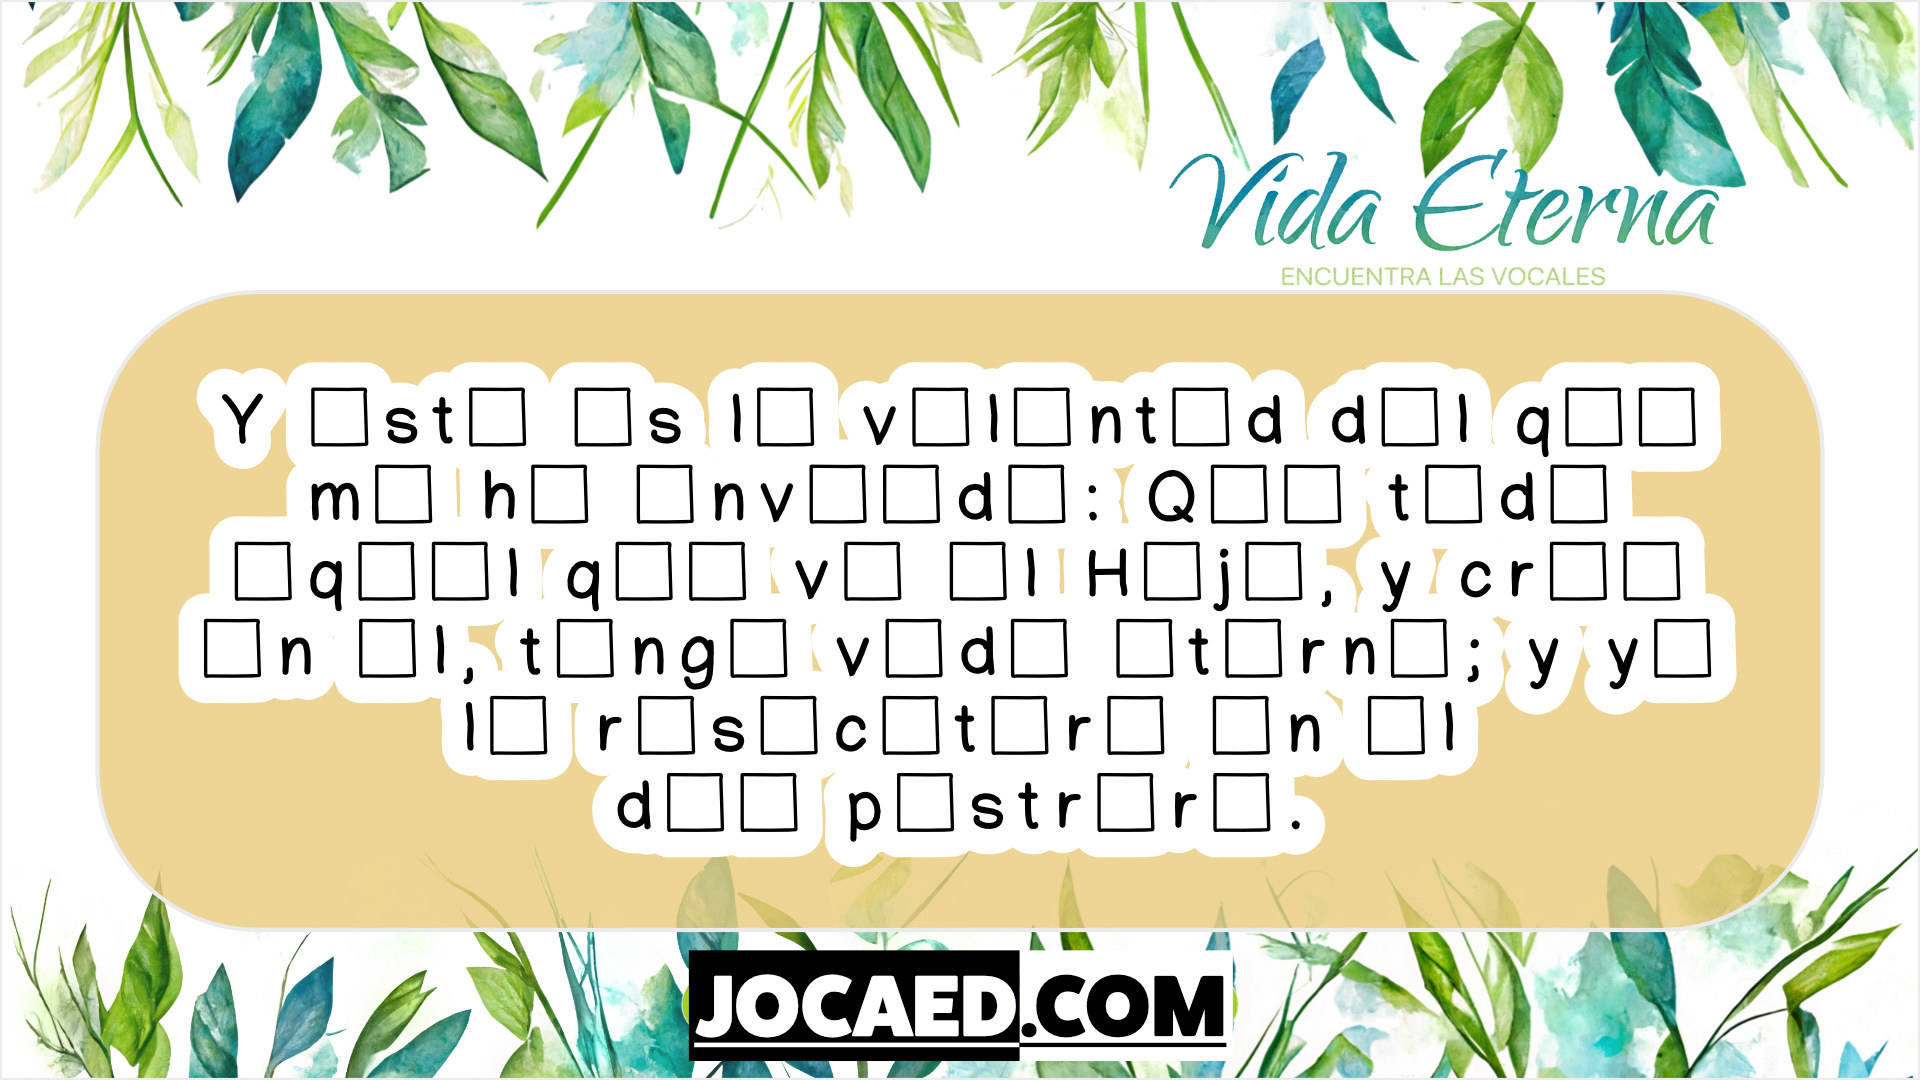 Vida Eterna
ENCUENTRA LAS VOCALES
Y □st□ □s l□ v□l□nt□d d□l q□□
m□ h□ □nv□□d□: Q□□ t□d□
□q□□l q□□ v□ □l H□j□, y cr□□
□n □l, t□ng□ v□d□ □t□rn□; y y□
l□ r□s□c□t□r□ □n □l
d□□ p□str□r□.
JOCAED.COM